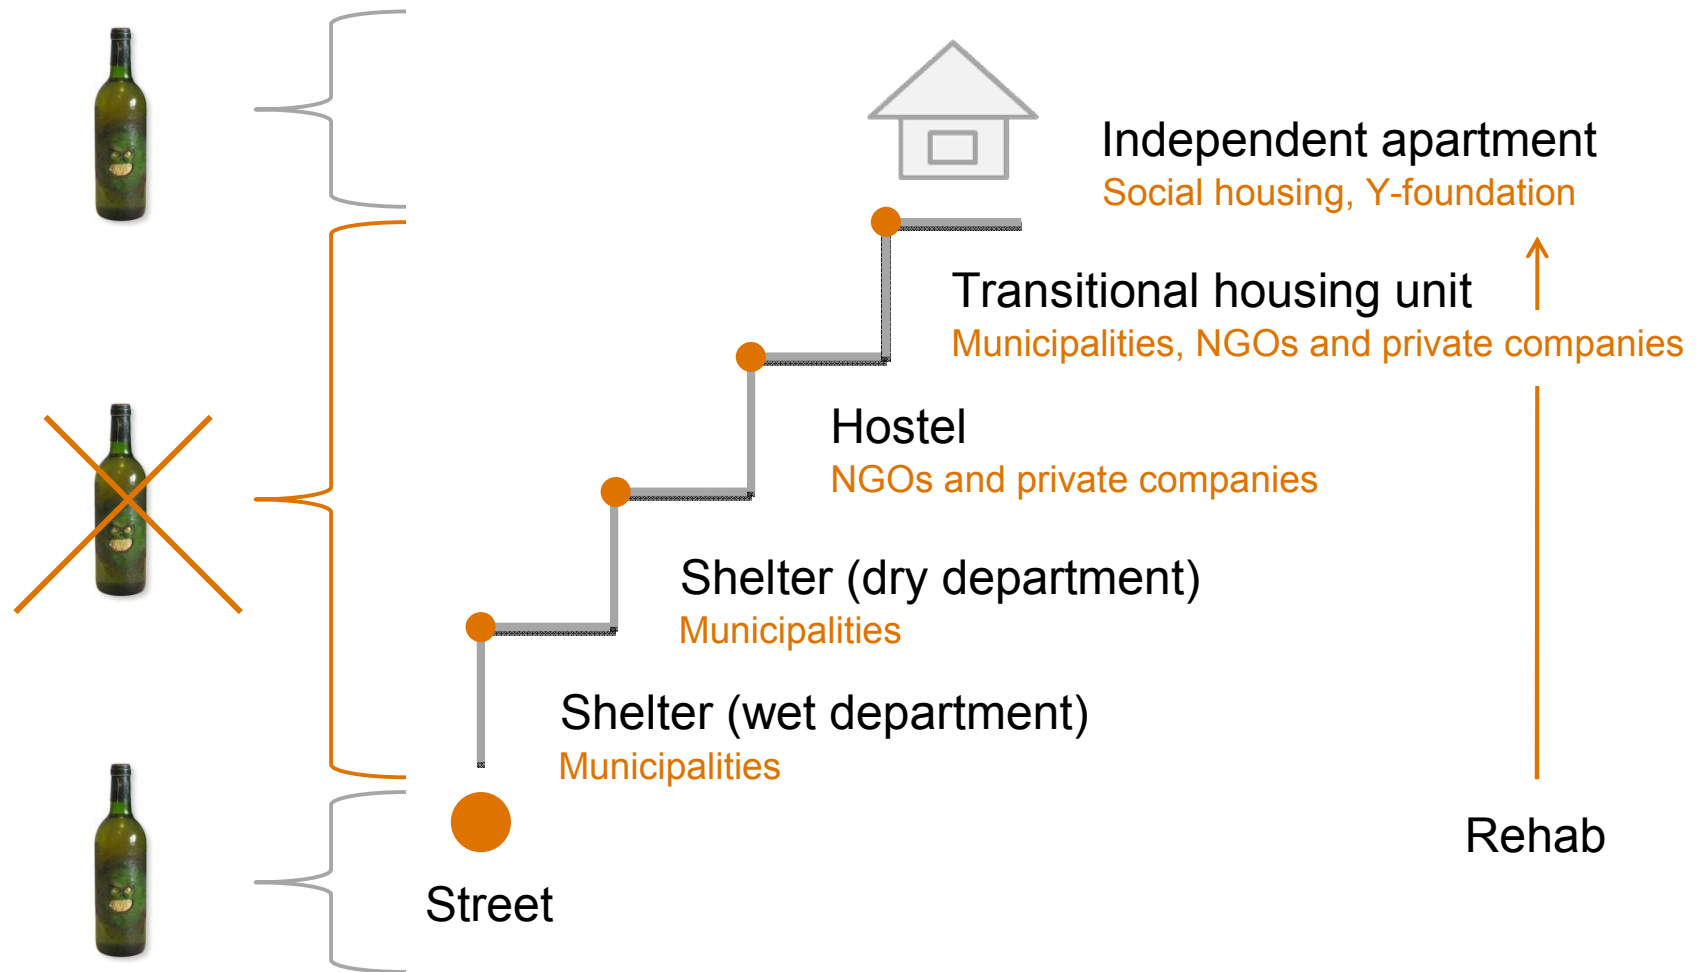 Independent apartment
Social housing, Y-foundation
Transitional housing unit
Municipalities, NGOs and private companies
Hostel
NGOs and private companies
Shelter (dry department)
Municipalities
Shelter (wet department)
Municipalities
Rehab
Street